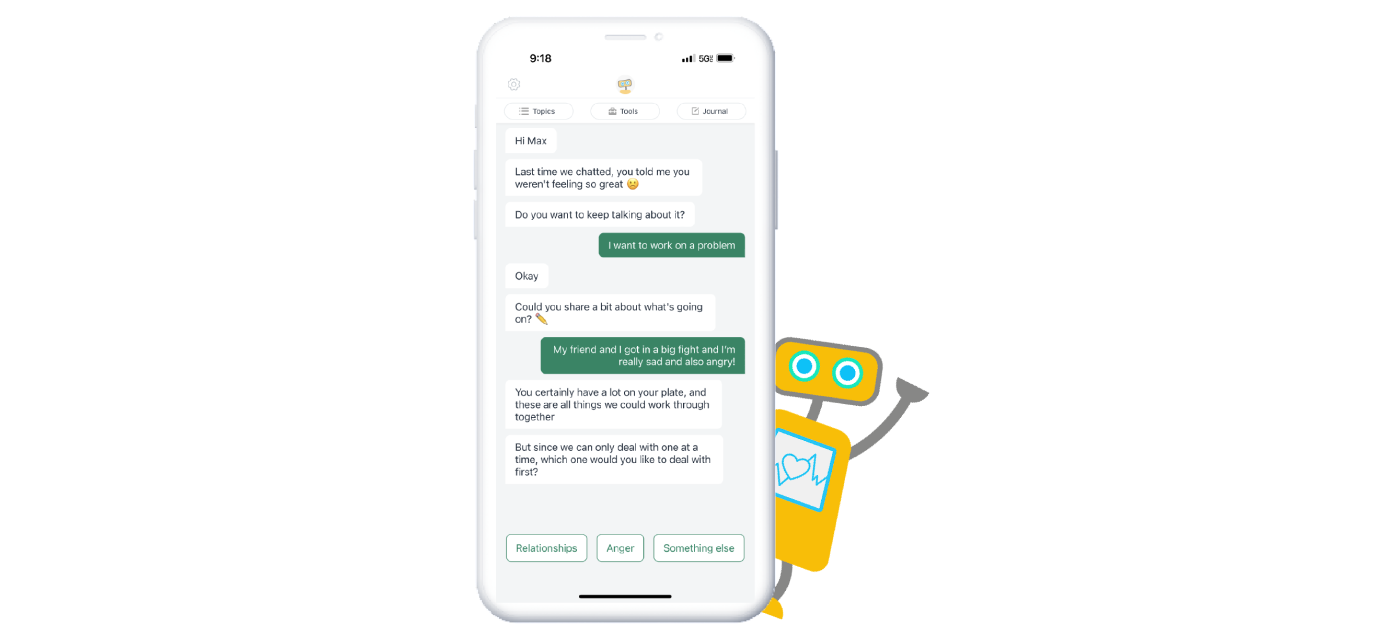 9:18
5G
Topics
Tools
Journal
Hi Max
Last time we chatted, you told me you
weren't feeling so great 😕
Do you want to keep talking about it?
I want to work on a problem
Okay
Could you share a bit about what's going
on? ✏️
My friend and I got in a big fight and I'm
really sad and also angry!
You certainly have a lot on your plate, and
these are all things we could work through
together
But since we can only deal with one at a
time, which one would you like to deal with
first?
Relationships
Anger
Something else